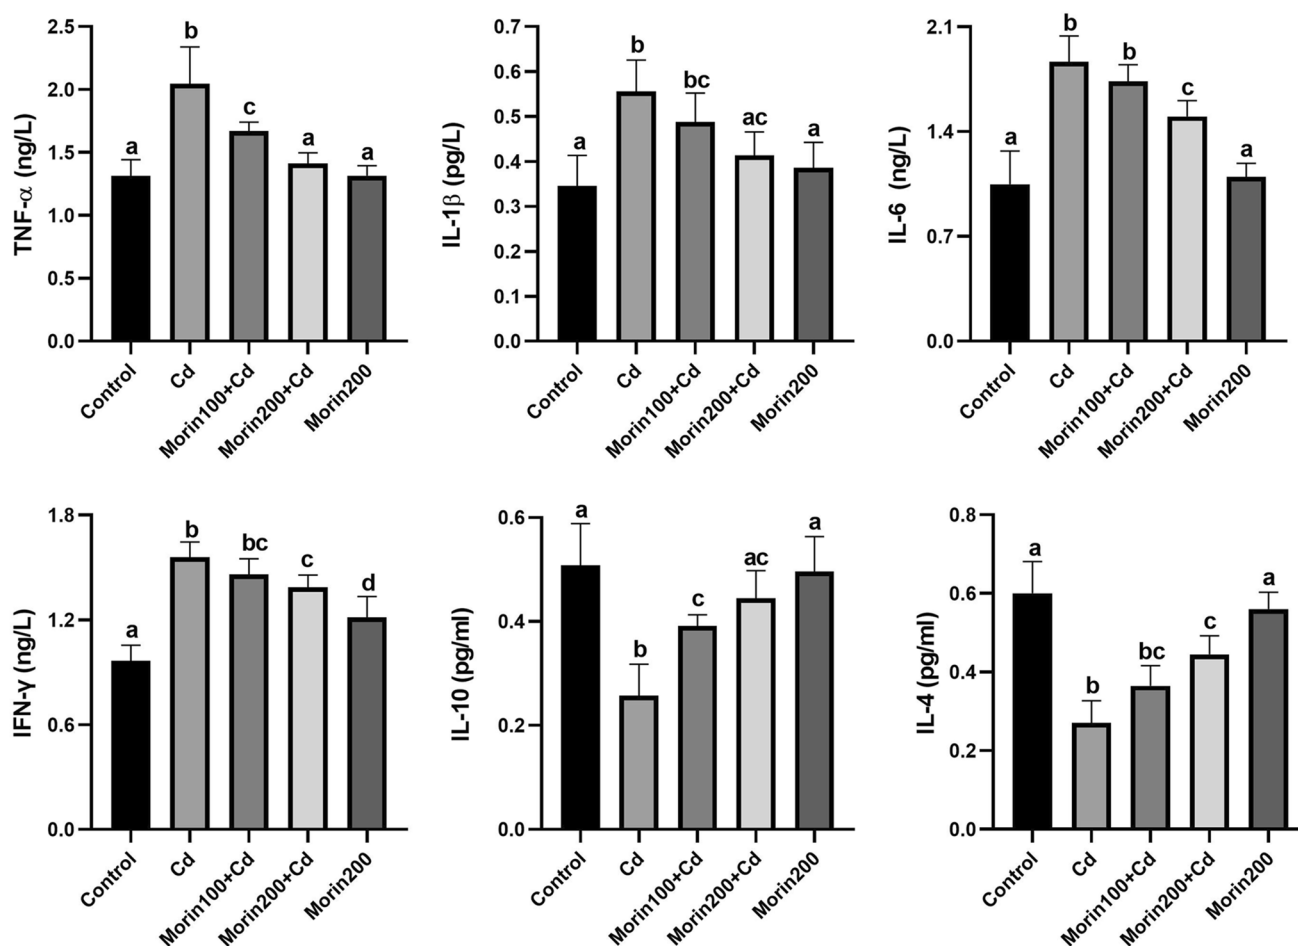 TNF-α (ng/L)
2.5
2.0
1.5
1.0
0.5
0.0
a
b
c
a
a
Control
Cd
Morin100+Cd
Morin200+Cd
Morin200
IL-1β (pg/L)
0.7
0.6
0.5
0.4
0.3
0.2
0.1
0.0
a
b
bc
ac
a
Control
Cd
Morin100+Cd
Morin200+Cd
Morin200
IL-6 (ng/L)
2.1
1.4
0.7
0.0
a
b
b
c
a
Control
Cd
Morin100+Cd
Morin200+Cd
Morin200
IFN-γ (ng/L)
1.8
1.2
0.6
0.0
a
b
bc
c
d
Control
Cd
Morin100+Cd
Morin200+Cd
Morin200
IL-10 (pg/ml)
0.6
0.4
0.2
0.0
a
b
c
ac
a
Control
Cd
Morin100+Cd
Morin200+Cd
Morin200
IL-4 (pg/ml)
0.8
0.6
0.4
0.2
0.0
a
b
bc
c
a
Control
Cd
Morin100+Cd
Morin200+Cd
Morin200